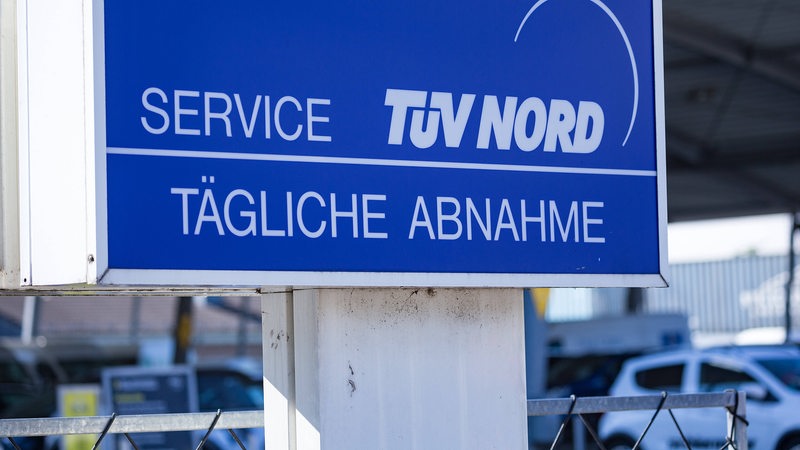 SERVICE TÜV NORD
TÄGLICHE ABNAHME